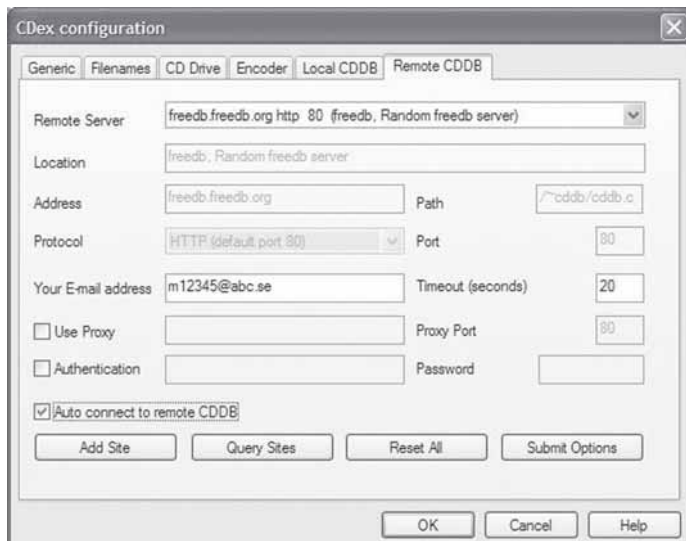 CDex configuration
Generic Filenames CD Drive Encoder Local CDDB Remote CDDB
Remote Server freedb.freedb.org http 80 (freedb, Random freedb server)
Location freedb, Random freedb server
Address freedb.freedb.org Path /~cddb/cddb.c
Protocol HTTP (default port 80) Port 80
Your E-mail address m12345@abc.se Timeout (seconds) 20
Use Proxy Proxy Port 80
Authentication Password
Auto connect to remote CDDB
Add Site Query Sites Reset All Submit Options
OK Cancel Help